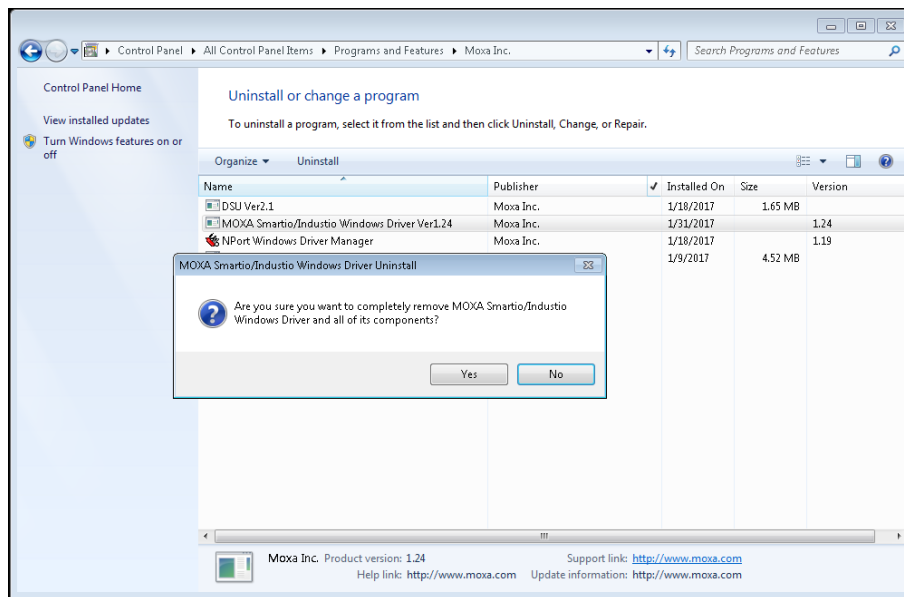 Control Panel ▸ All Control Panel Items ▸ Programs and Features ▸ Moxa Inc.
Search Programs and Features
Control Panel Home
View installed updates
Turn Windows features on or
off
Uninstall or change a program
To uninstall a program, select it from the list and then click Uninstall, Change, or Repair.
Organize Uninstall
Name Publisher Installed On Size Version
DSU Ver2.1 Moxa Inc. 1/18/2017 1.65 MB
MOXA Smartio/Industio Windows Driver Ver1.24 Moxa Inc. 1/31/2017 1.24
NPort Windows Driver Manager Moxa Inc. 1/18/2017 1.19
1/9/2017 4.52 MB
MOXA Smartio/Industio Windows Driver Uninstall
Are you sure you want to completely remove MOXA Smartio/Industio
Windows Driver and all of its components?
Yes No
Moxa Inc. Product version: 1.24 Support link: http://www.moxa.com
Help link: http://www.moxa.com Update information: http://www.moxa.com